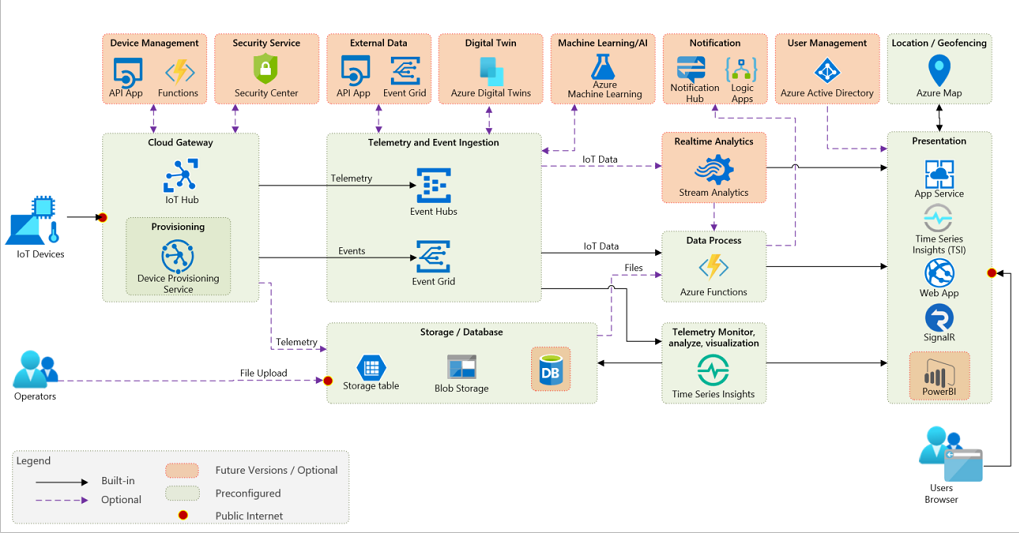 Device Management
API App
Functions
Security Service
Security Center
External Data
API App
Event Grid
Digital Twin
Azure Digital Twins
Machine Learning/AI
Azure
Machine Learning
Notification
Notification
Hub
Logic
Apps
User Management
Azure Active Directory
Location / Geofencing
Azure Map
Cloud Gateway
IoT Hub
Provisioning
Device Provisioning
Service
Telemetry
Events
Telemetry and Event Ingestion
Event Hubs
Event Grid
IoT Data
IoT Data
Files
Realtime Analytics
Stream Analytics
Data Process
Azure Functions
Presentation
App Service
Time Series
Insights (TSI)
Web App
SignalR
PowerBI
IoT Devices
Telemetry
Storage / Database
Storage table
Blob Storage
DB
Telemetry Monitor,
analyze, visualization
Time Series Insights
File Upload
Operators
Users
Browser
Legend
Built-in
Optional
Future Versions / Optional
Preconfigured
Public Internet